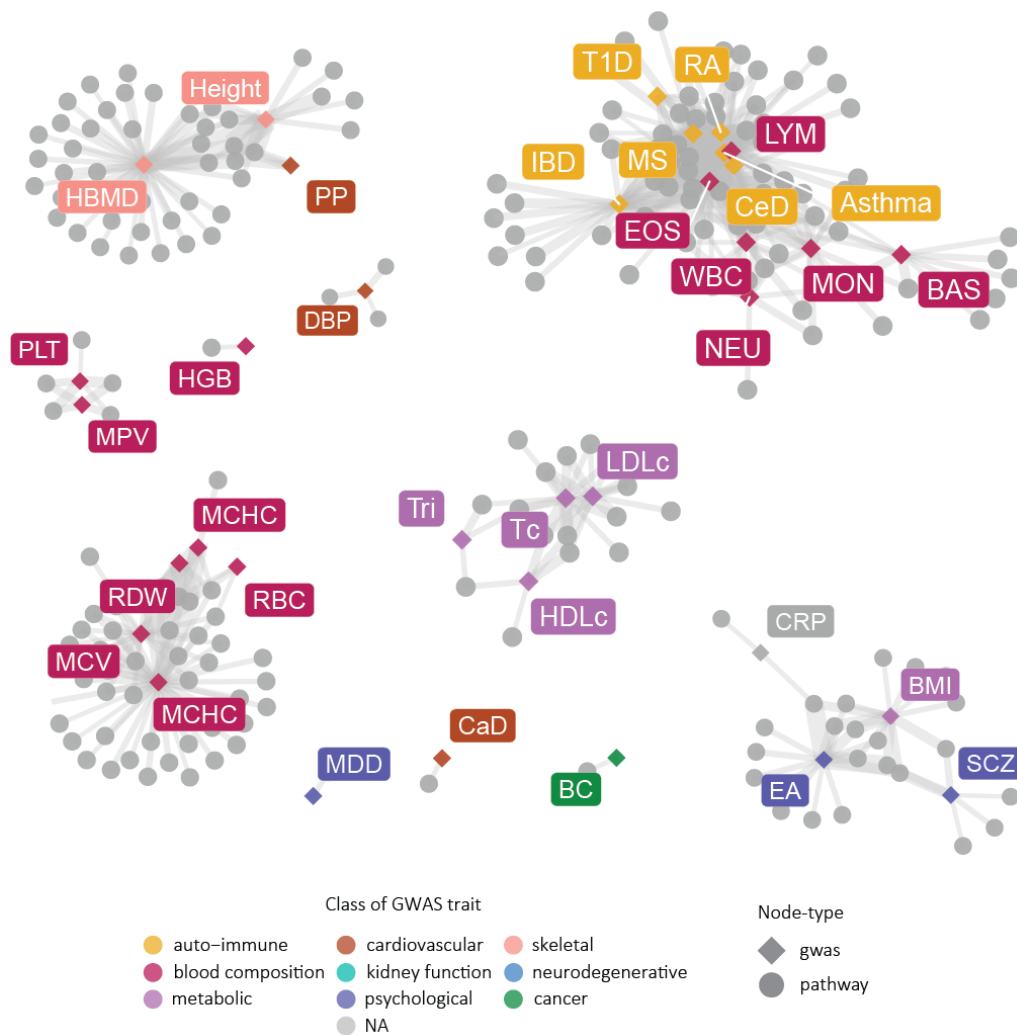 T1D
RA
Height
LYM
IBD
MS
HBMD
PP
CeD
Asthma
EOS
WBC
MON
BAS
DBP
NEU
PLT
HGB
MPV
LDLc
Tri
Tc
MCHC
RDW
RBC
HDLc
CRP
MCV
BMI
MCHC
CaD
MDD
SCZ
BC
EA
Class of GWAS trait
auto−immune
cardiovascular
skeletal
blood composition
kidney function
neurodegenerative
metabolic
psychological
cancer
NA
Node-type
gwas
pathway